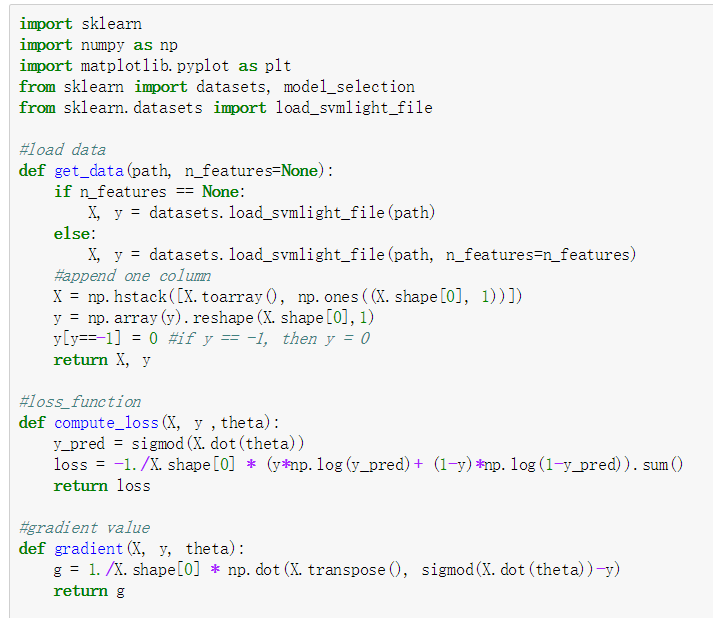 import sklearn
import numpy as np
import matplotlib.pyplot as plt
from sklearn import datasets, model_selection
from sklearn.datasets import load_svmlight_file

#load data
def get_data(path, n_features=None):
    if n_features == None:
        X, y = datasets.load_svmlight_file(path)
    else:
        X, y = datasets.load_svmlight_file(path, n_features=n_features)
    #append one column
    X = np.hstack([X.toarray(), np.ones((X.shape[0], 1))])
    y = np.array(y).reshape(X.shape[0],1)
    y[y==-1] = 0 #if y == -1, then y = 0
    return X, y

#loss_function
def compute_loss(X, y ,theta):
    y_pred = sigmod(X.dot(theta))
    loss = -1./X.shape[0] * (y*np.log(y_pred)+ (1-y)*np.log(1-y_pred)).sum()
    return loss

#gradient value
def gradient(X, y, theta):
    g = 1./X.shape[0] * np.dot(X.transpose(), sigmod(X.dot(theta))-y)
    return g